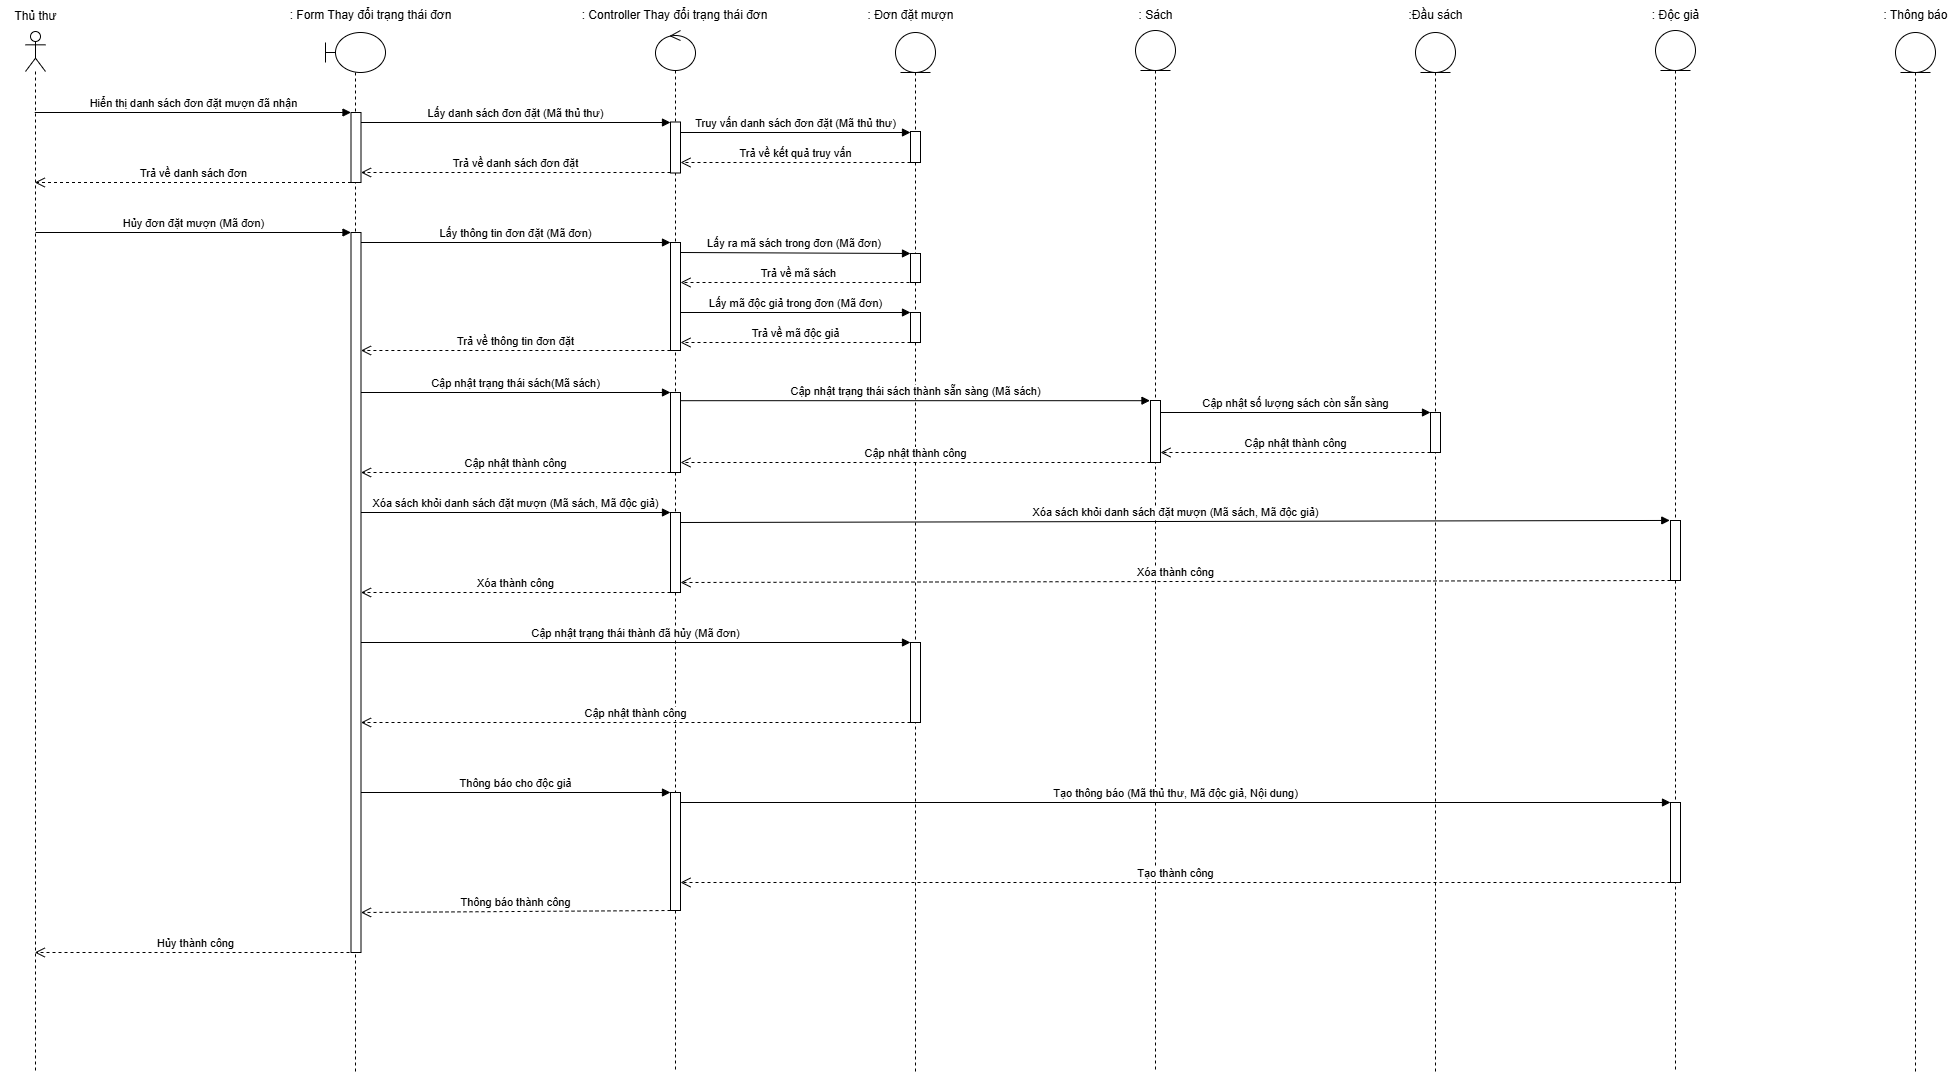 Thủ thư
: Form Thay đổi trạng thái đơn
: Controller Thay đổi trạng thái đơn
: Đơn đặt mượn
: Sách
:Đầu sách
: Độc giả
: Thông báo
Hiển thị danh sách đơn đặt mượn đã nhận
Lấy danh sách đơn đặt (Mã thủ thư)
Truy vấn danh sách đơn đặt (Mã thủ thư)
Trả về kết quả truy vấn
Trả về danh sách đơn đặt
Trả về danh sách đơn
Hủy đơn đặt mượn (Mã đơn)
Lấy thông tin đơn đặt (Mã đơn)
Lấy ra mã sách trong đơn (Mã đơn)
Trả về mã sách
Lấy mã độc giả trong đơn (Mã đơn)
Trả về mã độc giả
Trả về thông tin đơn đặt
Cập nhật trạng thái sách(Mã sách)
Cập nhật trạng thái sách thành sẵn sàng (Mã sách)
Cập nhật số lượng sách còn sẵn sàng
Cập nhật thành công
Cập nhật thành công
Cập nhật thành công
Xóa sách khỏi danh sách đặt mượn (Mã sách, Mã độc giả)
Xóa sách khỏi danh sách đặt mượn (Mã sách, Mã độc giả)
Xóa thành công
Xóa thành công
Cập nhật trạng thái thành đã hủy (Mã đơn)
Cập nhật thành công
Thông báo cho độc giả
Tạo thông báo (Mã thủ thư, Mã độc giả, Nội dung)
Tạo thành công
Thông báo thành công
Hủy thành công